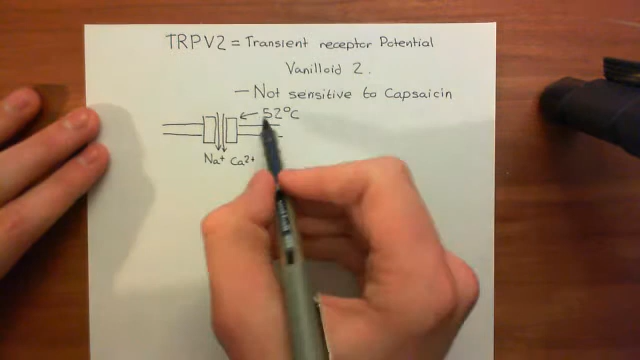 TRPV2 = Transient receptor Potential
Vanilloid 2.
— Not sensitive to Capsaicin
52°C
Na+ Ca2+